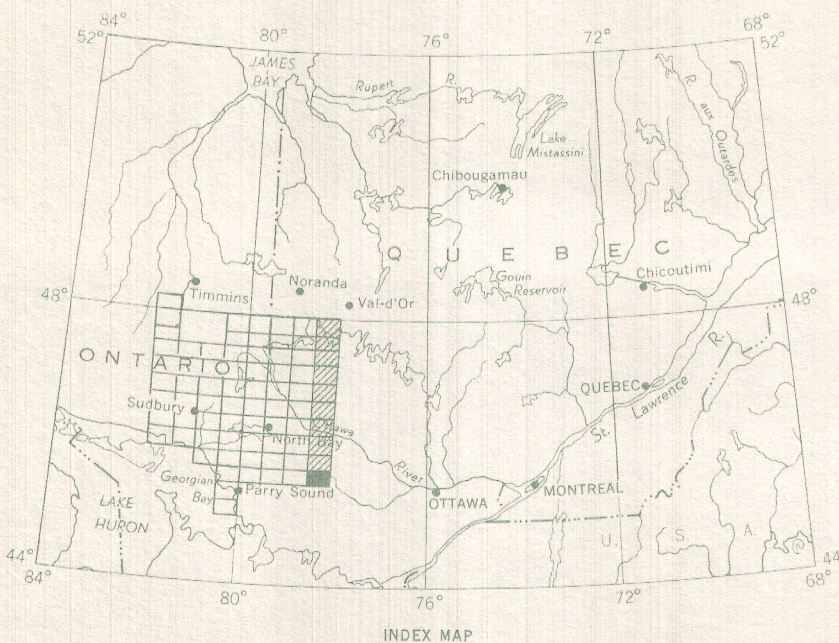 84°
80°
76°
72°
68°
52°
52°
JAMES
BAY
Rupert R.
R. aux Outardes
Lake
Mistassini
Chibougamau
QUEBEC
Gouin
Reservoir
Chicoutimi
Timmins
Noranda
Val-d'Or
48°
48°
ONTARIO
QUEBEC
St. Lawrence R.
Sudbury
North Bay
Ottawa River
Georgian
Bay
Parry Sound
OTTAWA
MONTREAL
LAKE
HURON
U. S. A.
44°
44
84°
80°
76°
72°
68°
INDEX MAP